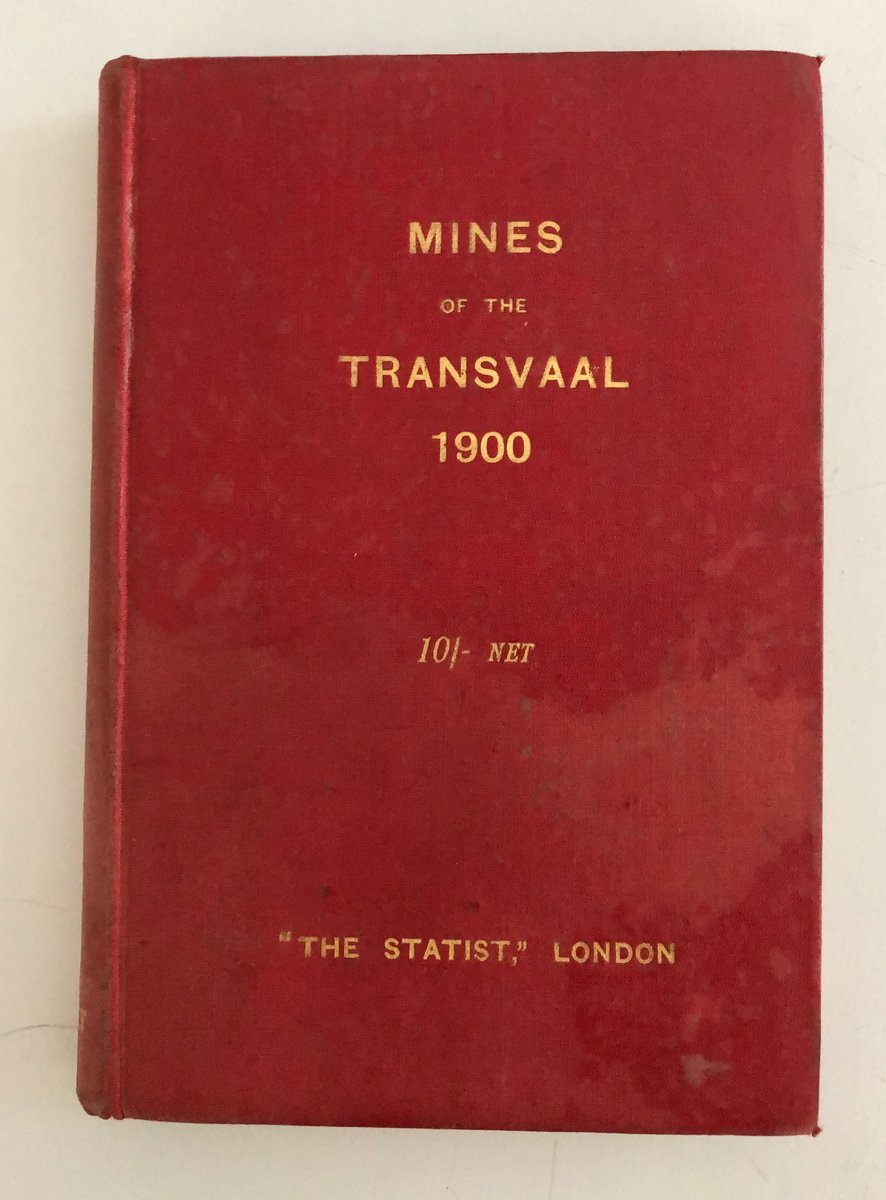 MINES
OF THE
TRANSVAAL
1900
10/- NET
"THE STATIST," LONDON